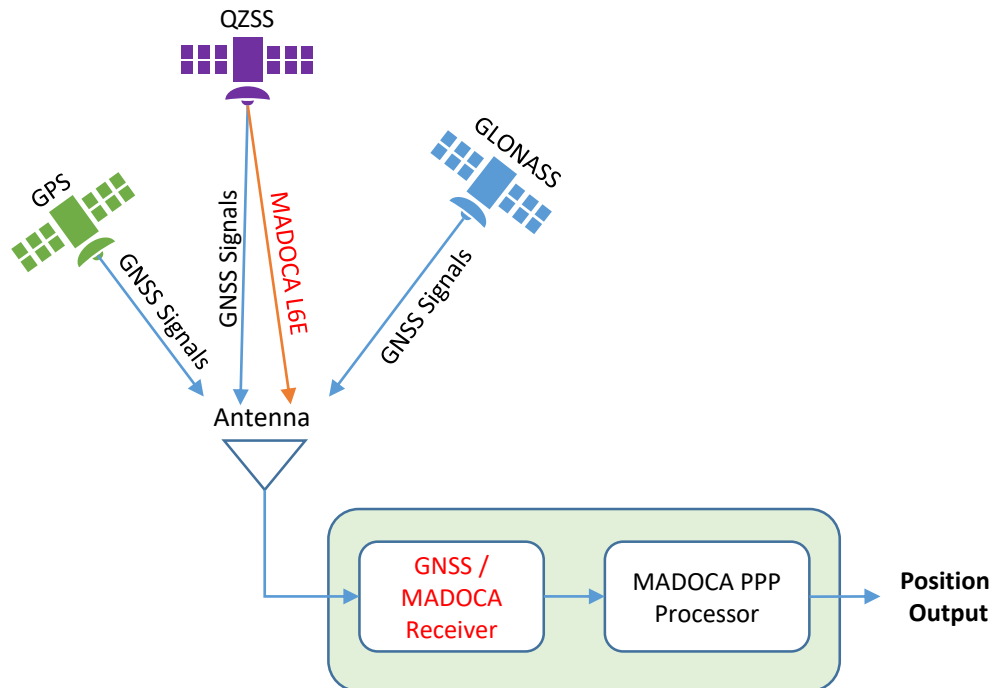 QZSS
GPS
GLONASS
GNSS Signals
GNSS Signals
MADOCA L6E
GNSS Signals
Antenna
GNSS /
MADOCA
Receiver
MADOCA PPP
Processor
Position
Output